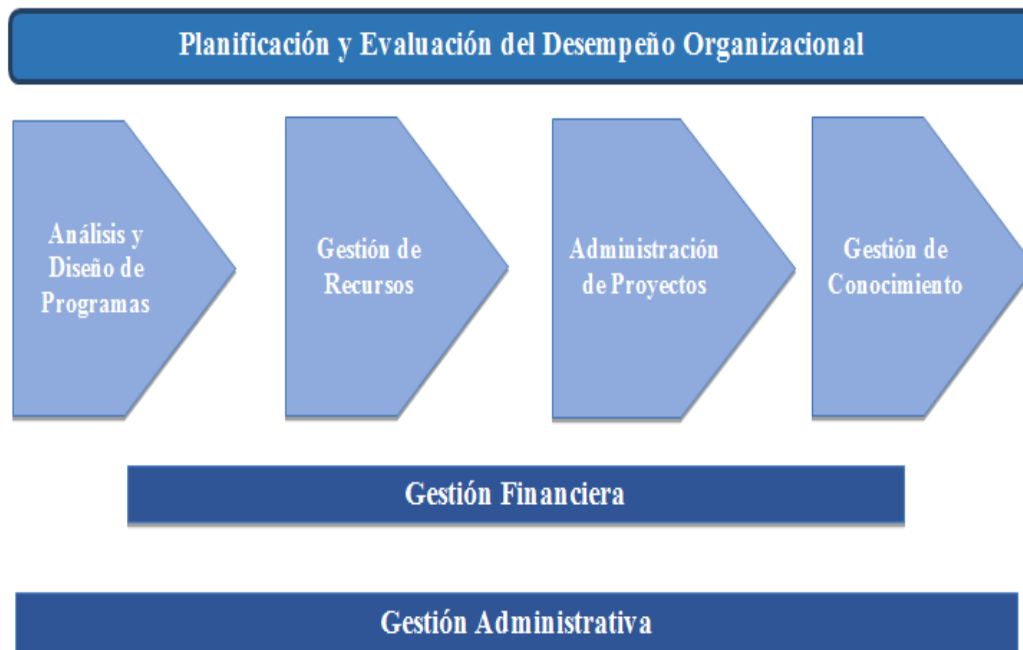 Planificación y Evaluación del Desempeño Organizacional
Análisis y
Diseño de
Programas
Gestión de
Recursos
Administración
de Proyectos
Gestión de
Conocimiento
Gestión Financiera
Gestión Administrativa